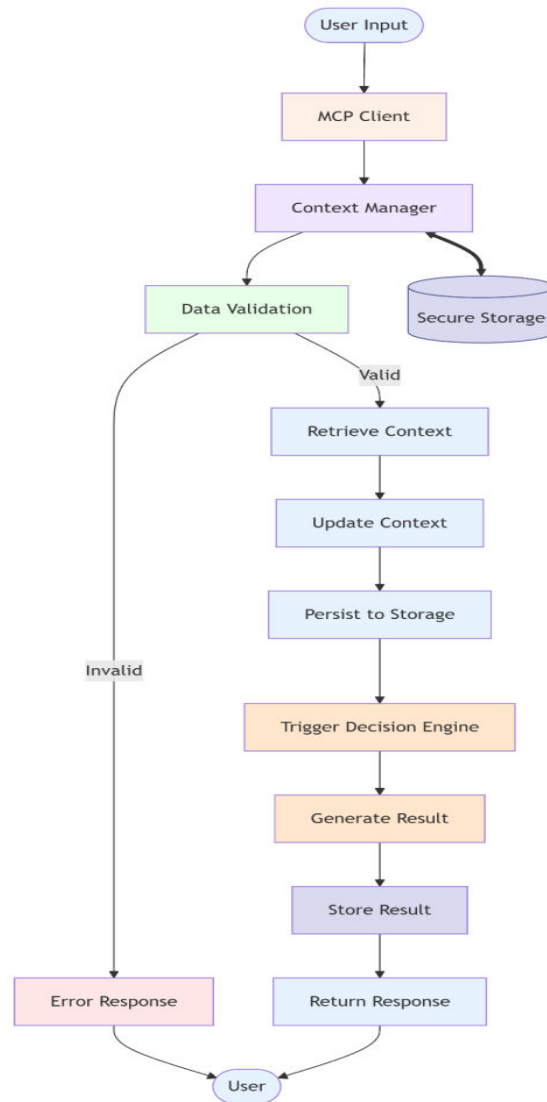 User Input
MCP Client
Context Manager
Data Validation
Secure Storage
Valid
Retrieve Context
Update Context
Persist to Storage
Invalid
Trigger Decision Engine
Generate Result
Store Result
Error Response
Return Response
User